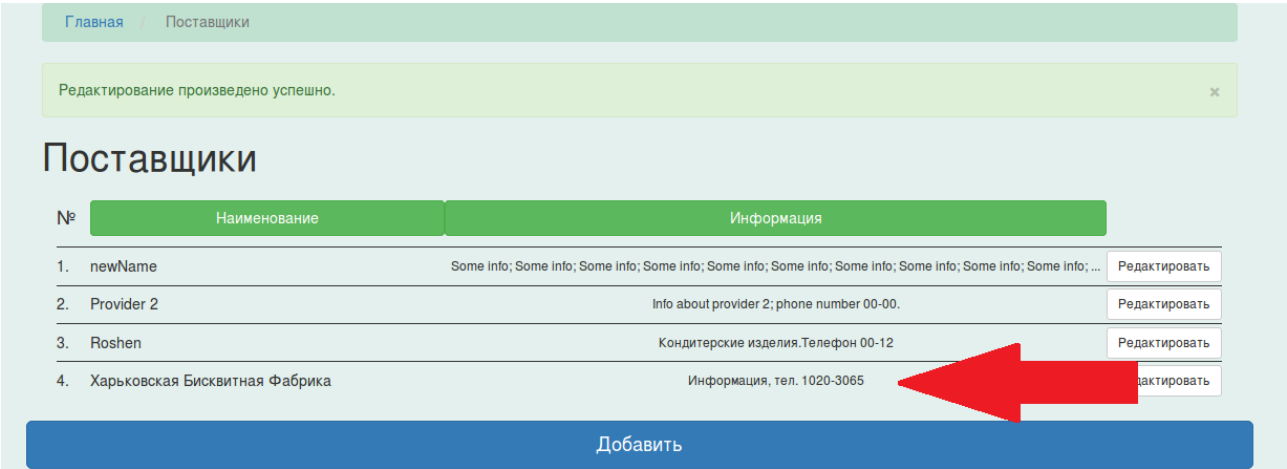 Главная / Поставщики
Редактирование произведено успешно. ×
Поставщики
№ Наименование Информация
1. newName Some info; Some info; Some info; Some info; Some info; Some info; Some info; Some info; Some info; Some info; ... Редактировать
2. Provider 2 Info about provider 2; phone number 00-00. Редактировать
3. Roshen Кондитерские изделия.Телефон 00-12 Редактировать
4. Харьковская Бисквитная Фабрика Информация, тел. 1020-3065 дактировать
Добавить